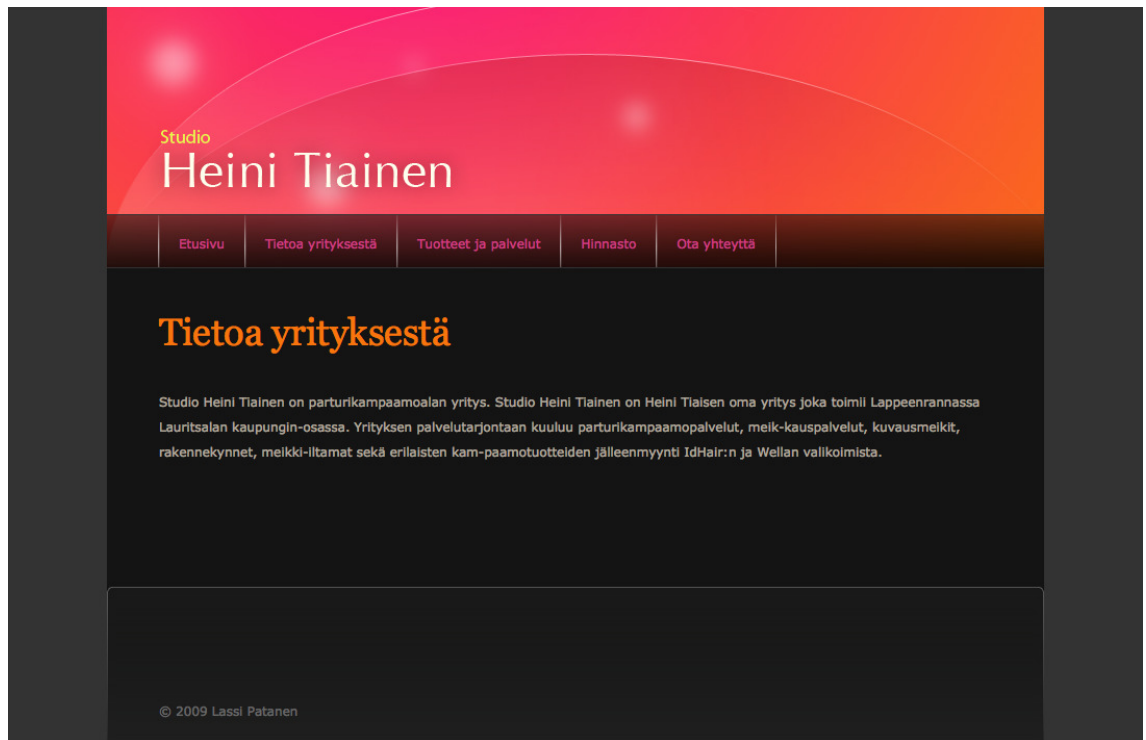 Studio
Heini Tiainen
Etusivu Tietoa yrityksestä Tuotteet ja palvelut Hinnasto Ota yhteyttä
Tietoa yrityksestä
Studio Heini Tiainen on parturikampaamoalan yritys. Studio Heini Tiainen on Heini Tiaisen oma yritys joka toimii Lappeenrannassa
Lauritsalan kaupungin-osassa. Yrityksen palvelutarjontaan kuuluu parturikampaamopalvelut, meik-kauspalvelut, kuvausmeikit,
rakennekynnet, meikki-iltamat sekä erilaisten kam-paamotuotteiden jälleenmyynti IdHair:n ja Wellan valikoimista.
© 2009 Lassi Patanen